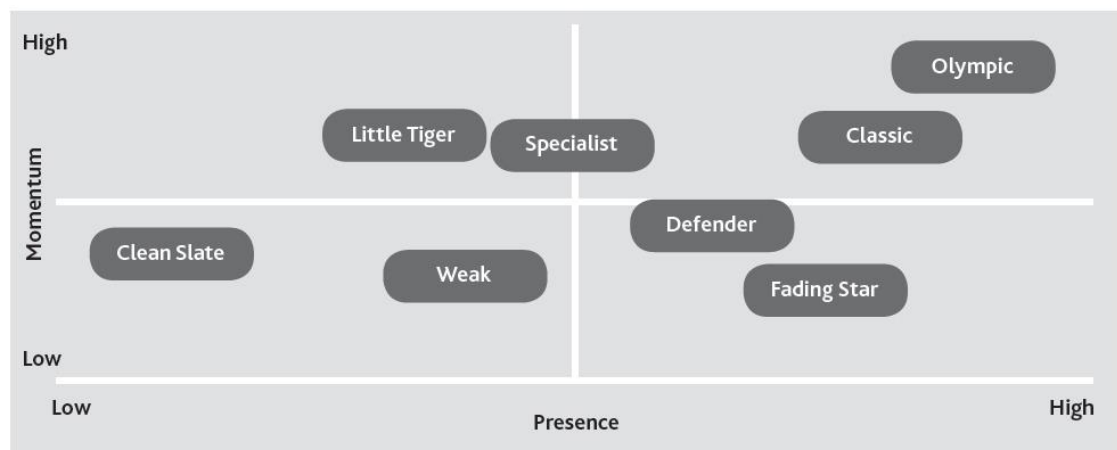 High
Olympic
Little Tiger
Specialist
Classic
Momentum
Defender
Clean Slate
Weak
Fading Star
Low
Low
Presence
High